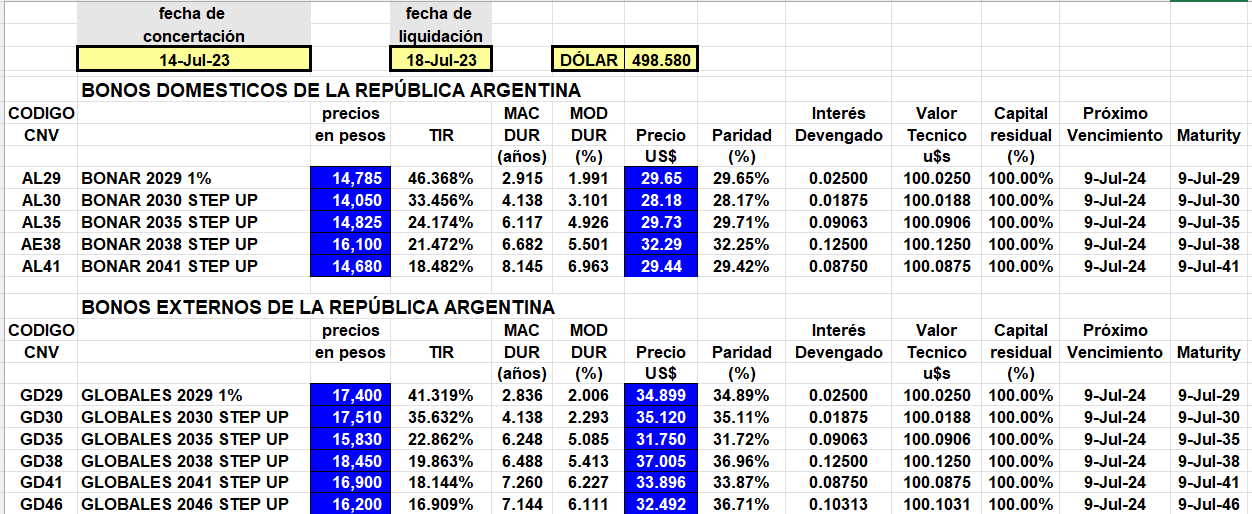 fecha de fecha de
concertación liquidación
14-Jul-23 18-Jul-23 DÓLAR 498.580
BONOS DOMESTICOS DE LA REPÚBLICA ARGENTINA
CODIGO precios MAC MOD Interés Valor Capital Próximo
CNV en pesos TIR DUR DUR Precio Paridad Devengado Tecnico residual Vencimiento Maturity
(años) (%) US$ (%) u$s (%)
AL29 BONAR 2029 1% 14,785 46.368% 2.915 1.991 29.65 29.65% 0.02500 100.0250 100.00% 9-Jul-24 9-Jul-29
AL30 BONAR 2030 STEP UP 14,050 33.456% 4.138 3.101 28.18 28.17% 0.01875 100.0188 100.00% 9-Jul-24 9-Jul-30
AL35 BONAR 2035 STEP UP 14,825 24.174% 6.117 4.926 29.73 29.71% 0.09063 100.0906 100.00% 9-Jul-24 9-Jul-35
AE38 BONAR 2038 STEP UP 16,100 21.472% 6.682 5.501 32.29 32.25% 0.12500 100.1250 100.00% 9-Jul-24 9-Jul-38
AL41 BONAR 2041 STEP UP 14,680 18.482% 8.145 6.963 29.44 29.42% 0.08750 100.0875 100.00% 9-Jul-24 9-Jul-41
BONOS EXTERNOS DE LA REPÚBLICA ARGENTINA
CODIGO precios MAC MOD Interés Valor Capital Próximo
CNV en pesos TIR DUR DUR Precio Paridad Devengado Tecnico residual Vencimiento Maturity
(años) (%) US$ (%) u$s (%)
GD29 GLOBALES 2029 1% 17,400 41.319% 2.836 2.006 34.899 34.89% 0.02500 100.0250 100.00% 9-Jul-24 9-Jul-29
GD30 GLOBALES 2030 STEP UP 17,510 35.632% 4.138 2.293 35.120 35.11% 0.01875 100.0188 100.00% 9-Jul-24 9-Jul-30
GD35 GLOBALES 2035 STEP UP 15,830 22.862% 6.248 5.085 31.750 31.72% 0.09063 100.0906 100.00% 9-Jul-24 9-Jul-35
GD38 GLOBALES 2038 STEP UP 18,450 19.863% 6.488 5.413 37.005 36.96% 0.12500 100.1250 100.00% 9-Jul-24 9-Jul-38
GD41 GLOBALES 2041 STEP UP 16,900 18.144% 7.260 6.227 33.896 33.87% 0.08750 100.0875 100.00% 9-Jul-24 9-Jul-41
GD46 GLOBALES 2046 STEP UP 16,200 16.909% 7.144 6.111 32.492 36.71% 0.10313 100.1031 100.00% 9-Jul-24 9-Jul-46